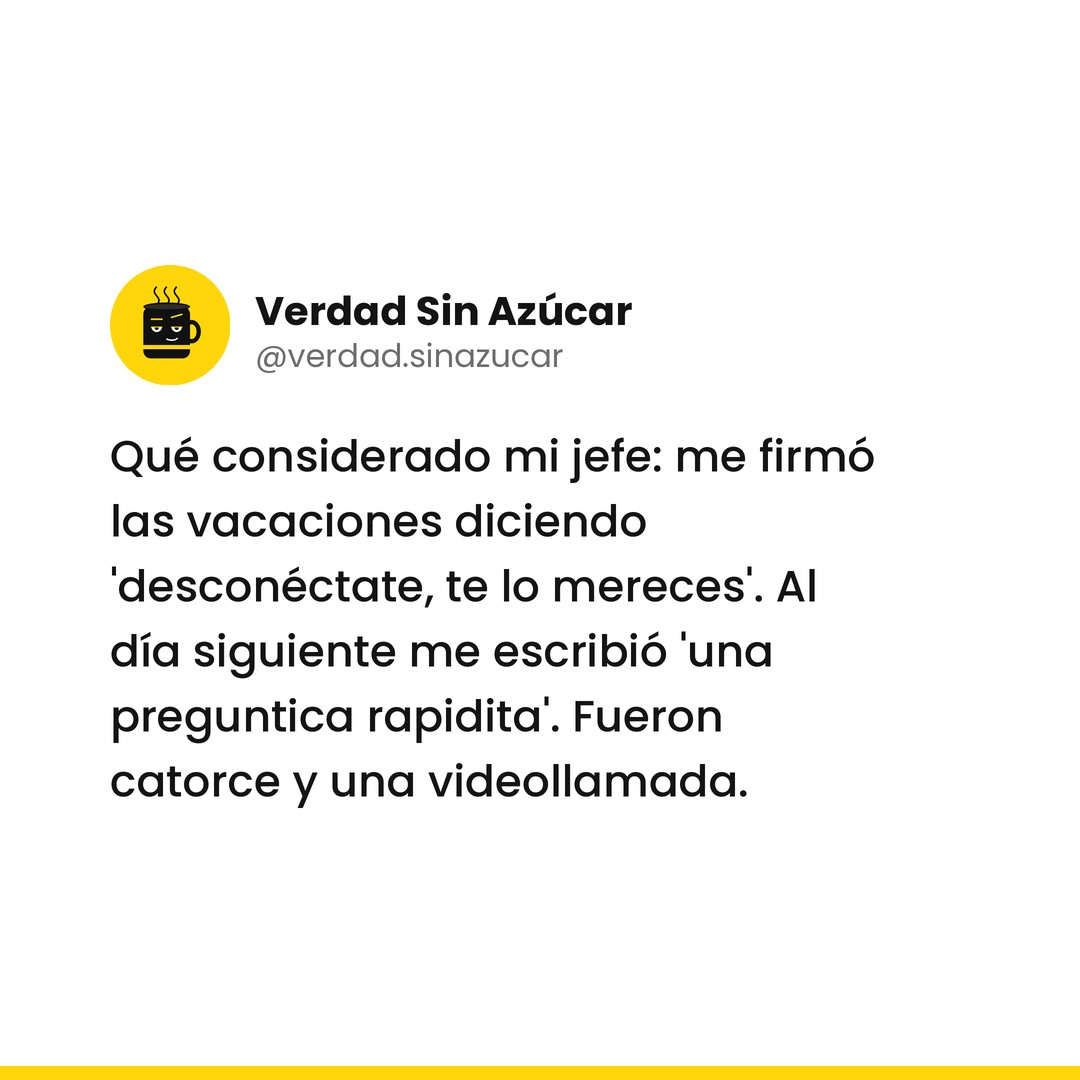 Verdad Sin Azúcar
@verdad.sinazucar
Qué considerado mi jefe: me firmó
las vacaciones diciendo
'desconéctate, te lo mereces'. Al
día siguiente me escribió 'una
preguntica rapidita'. Fueron
catorce y una videollamada.